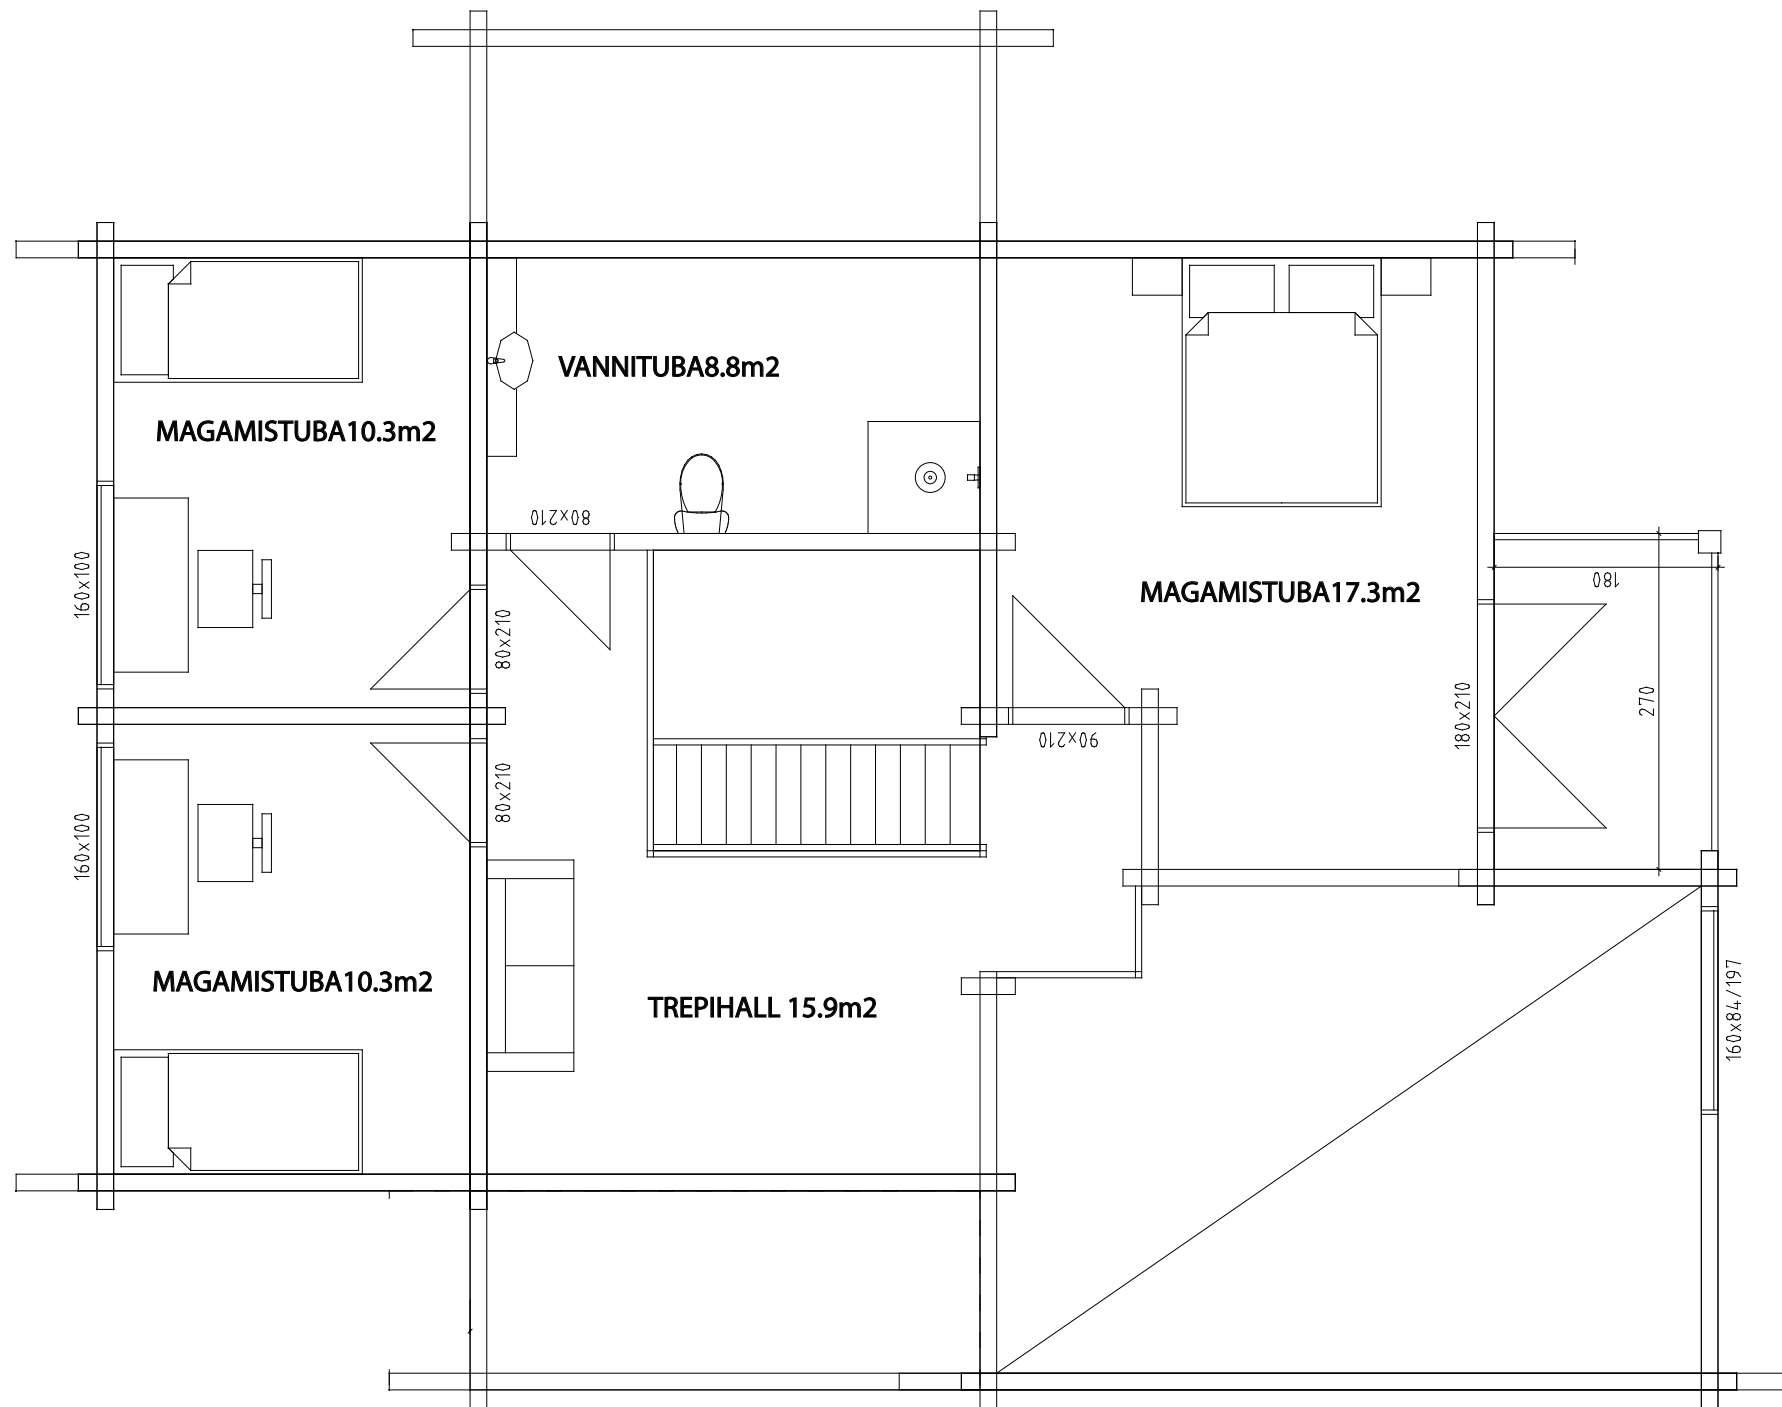 VANNITUBA8.8m2
MAGAMISTUBA10.3m2
80x210
160x100
180
MAGAMISTUBA17.3m2
80x210
270
180x210
90x210
80x210
160x100
MAGAMISTUBA10.3m2
TREPIHALL 15.9m2
160x84/197